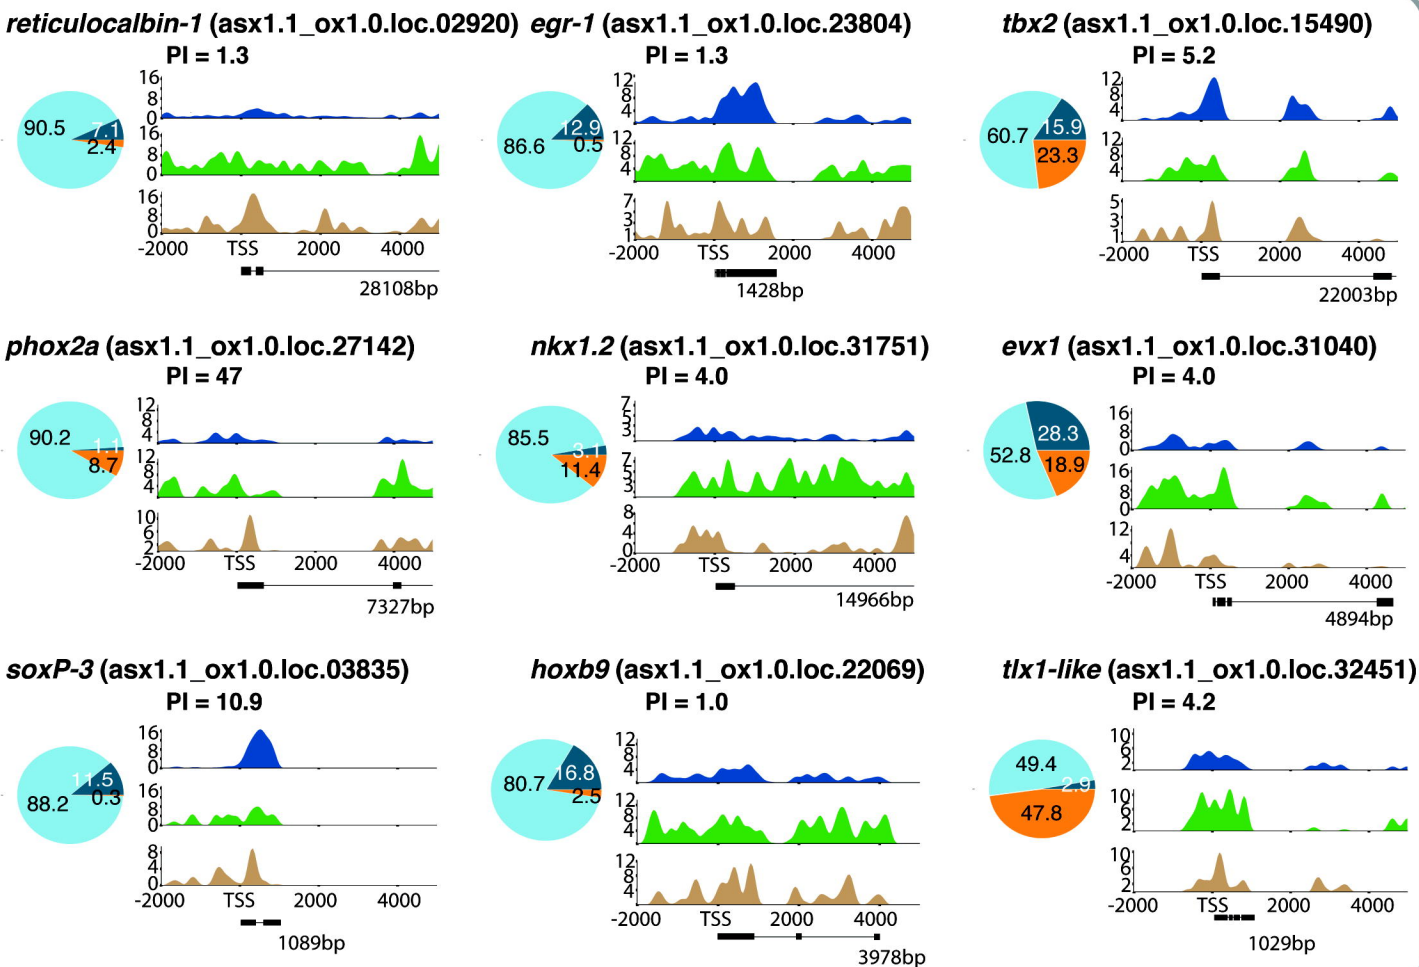 reticulocalbin-1 (asx1.1_ox1.0.loc.02920)
PI = 1.3
90.5
7.1
2.4
16
8
0
16
8
0
16
8
0
-2000 TSS 2000 4000
28108bp
egr-1 (asx1.1_ox1.0.loc.23804)
PI = 1.3
86.6
12.9
0.5
12
8
4
12
8
4
7
3
1
-2000 TSS 2000 4000
1428bp
tbx2 (asx1.1_ox1.0.loc.15490)
PI = 5.2
60.7
15.9
23.3
12
8
4
12
8
4
5
3
1
-2000 TSS 2000 4000
22003bp
phox2a (asx1.1_ox1.0.loc.27142)
PI = 47
90.2
1.1
8.7
12
8
4
12
8
4
10
6
2
-2000 TSS 2000 4000
7327bp
nkx1.2 (asx1.1_ox1.0.loc.31751)
PI = 4.0
85.5
3.1
11.4
7
5
3
7
5
3
8
4
0
-2000 TSS 2000 4000
14966bp
evx1 (asx1.1_ox1.0.loc.31040)
PI = 4.0
52.8
28.3
18.9
16
8
0
16
8
0
12
4
-2000 TSS 2000 4000
4894bp
soxP-3 (asx1.1_ox1.0.loc.03835)
PI = 10.9
88.2
11.5
0.3
16
8
0
16
8
0
8
4
0
-2000 TSS 2000 4000
1089bp
hoxb9 (asx1.1_ox1.0.loc.22069)
PI = 1.0
80.7
16.8
2.5
12
8
4
12
8
4
12
8
4
-2000 TSS 2000 4000
3978bp
tlx1-like (asx1.1_ox1.0.loc.32451)
PI = 4.2
49.4
2.9
47.8
10
6
2
10
6
2
10
6
2
-2000 TSS 2000 4000
1029bp